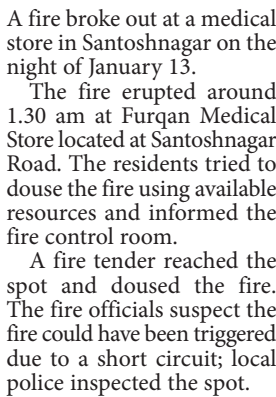 A fire broke out at a medical
store in Santoshnagar on the
night of January 13.
The fire erupted around
1.30 am at Furqan Medical
Store located at Santoshnagar
Road. The residents tried to
douse the fire using available
resources and informed the
fire control room.
A fire tender reached the
spot and doused the fire.
The fire officials suspect the
fire could have been triggered
due to a short circuit; local
police inspected the spot.